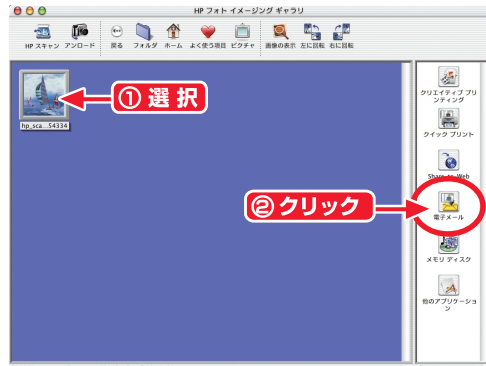 HP フォト イメージング ギャラリ
HP スキャン アンロード 戻る フォルダ ホーム よく使う項目 ピクチャ 画像の表示 左に回転 右に回転
① 選択
hp_sca...54334
クリエイティブ プリ
ンティング
クイック プリント
Share-to-Web
② クリック
電子メール
メモリ ディスク
他のアプリケーショ
ン